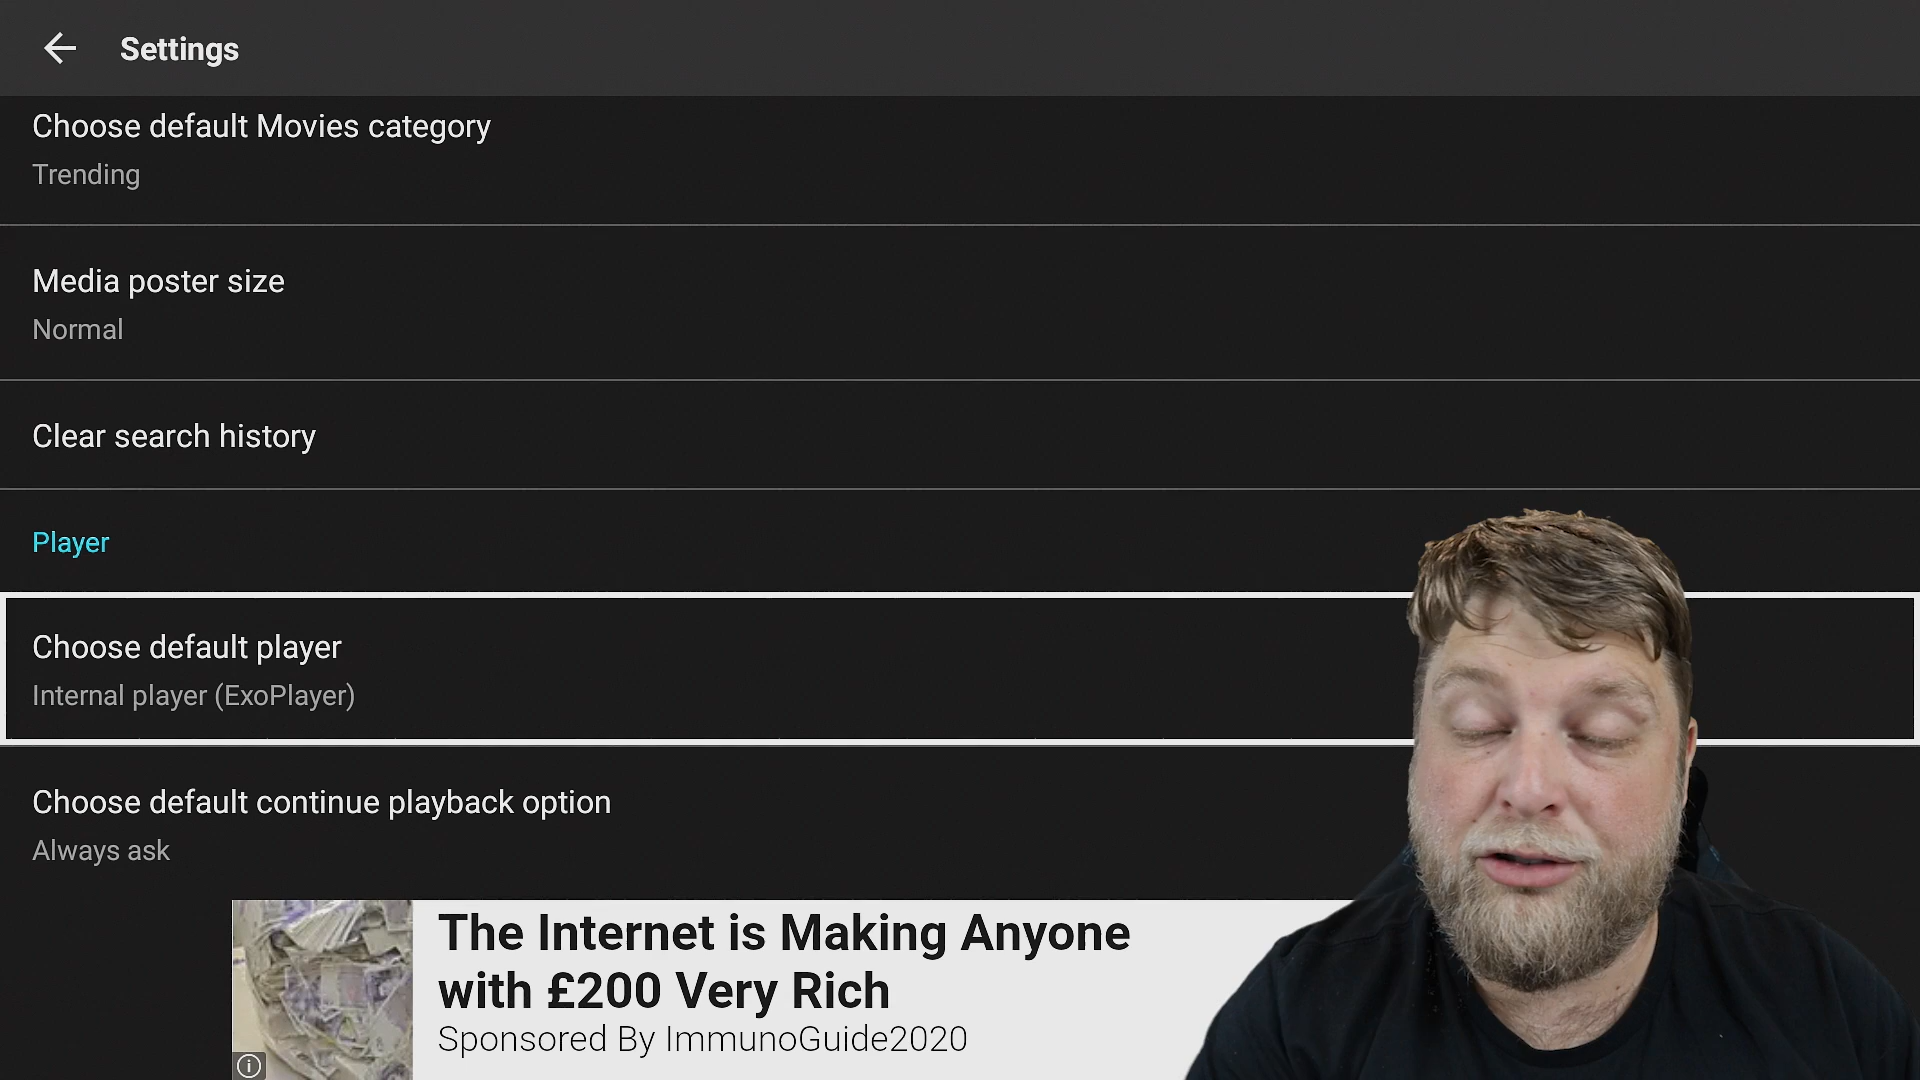 Settings
Choose default Movies category
Trending
Media poster size
Normal
Clear search history
Player
Choose default player
Internal player (ExoPlayer)
Choose default continue playback option
Always ask
The Internet is Making Anyone
with £200 Very Rich
Sponsored By ImmunoGuide2020